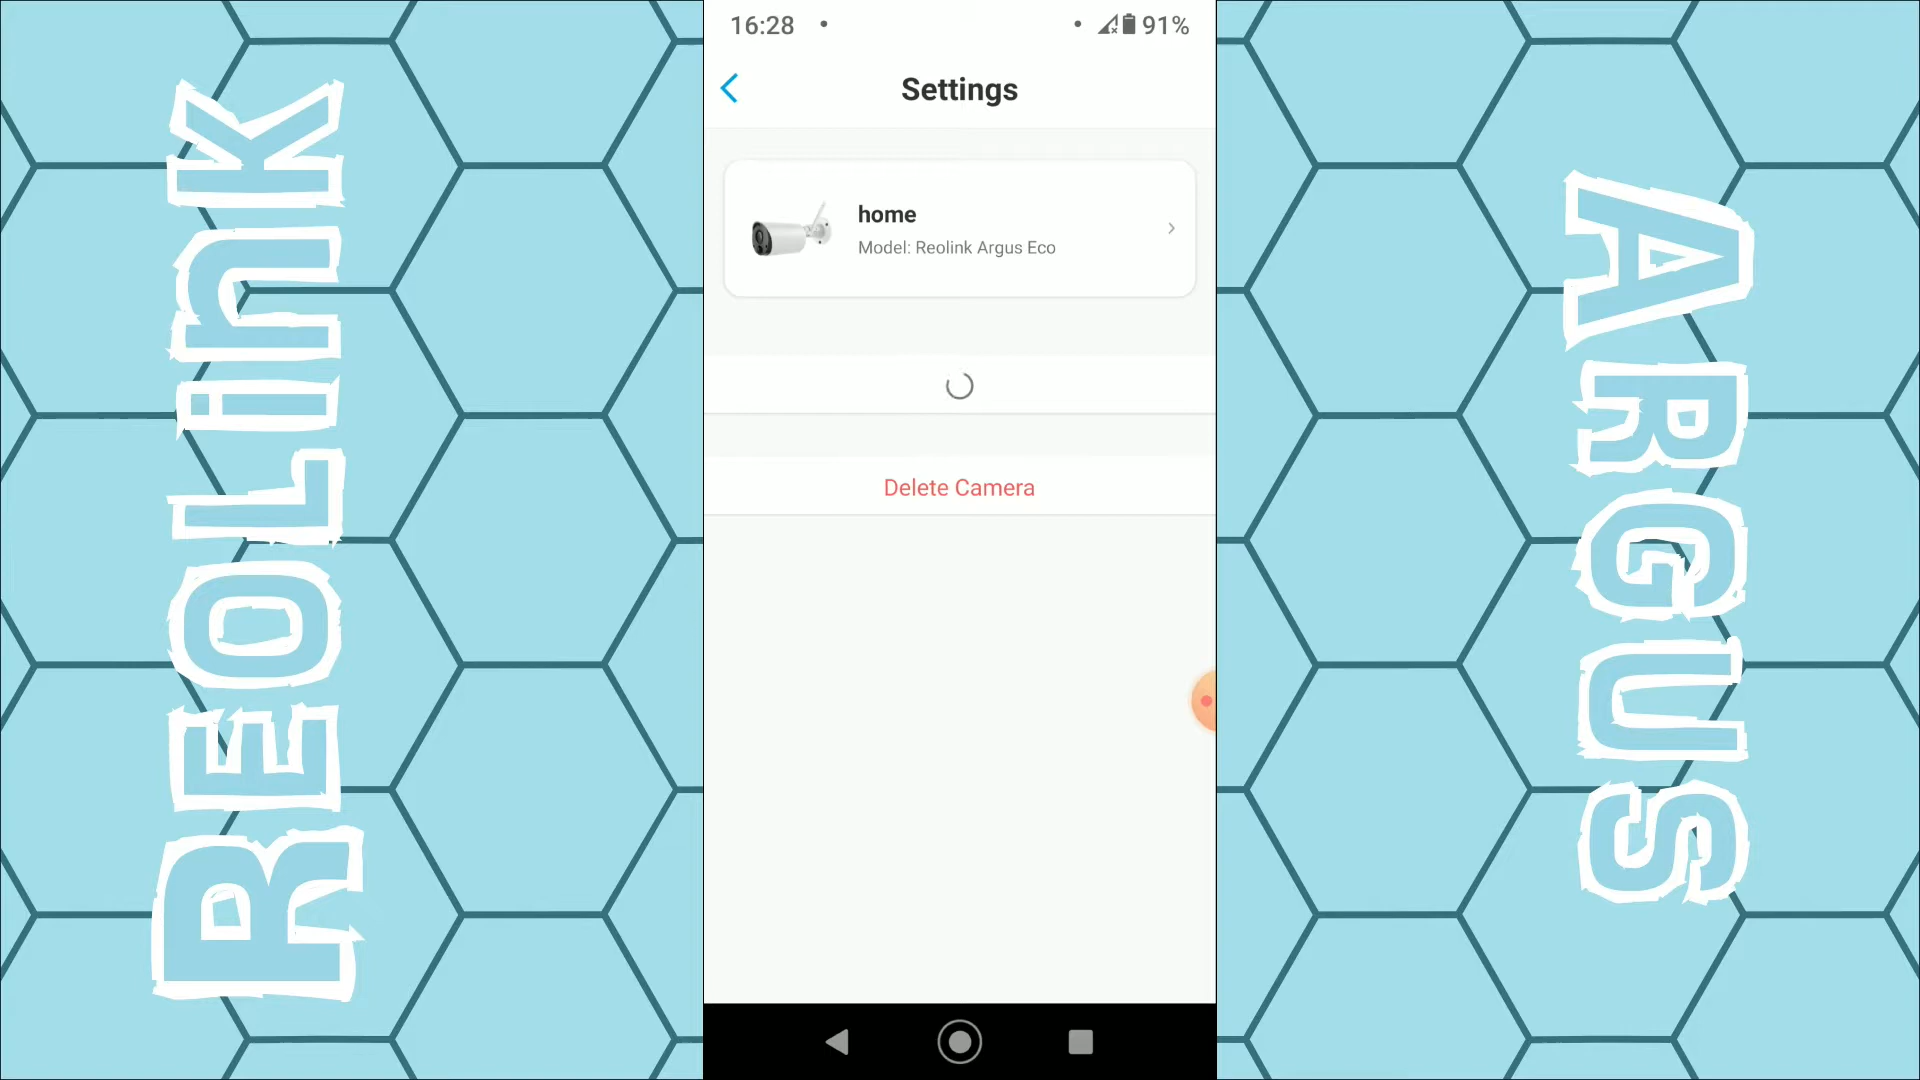 REOLiNK
16:28
91%
Settings
home
Model: Reolink Argus Eco
Delete Camera
ARGUS